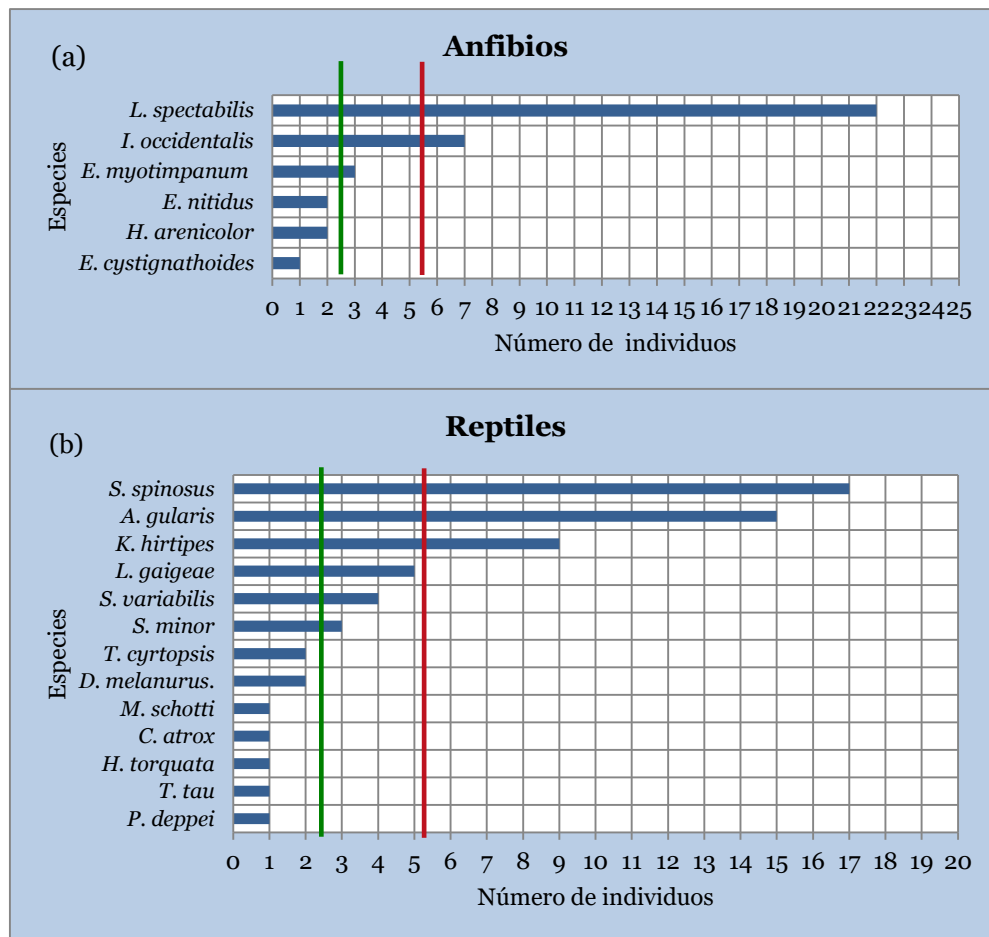 (a)
Anfibios
Especies
L. spectabilis
I. occidentalis
E. myotimpanum
E. nitidus
H. arenicolor
E. cystignathoides
0 1 2 3 4 5 6 7 8 9 10 11 12 13 14 15 16 17 18 19 20 21 22 23 24 25
Número de individuos
(b)
Reptiles
Especies
S. spinosus
A. gularis
K. hirtipes
L. gaigeae
S. variabilis
S. minor
T. cyrtopsis
D. melanurus.
M. schotti
C. atrox
H. torquata
T. tau
P. deppei
0 1 2 3 4 5 6 7 8 9 10 11 12 13 14 15 16 17 18 19 20
Número de individuos